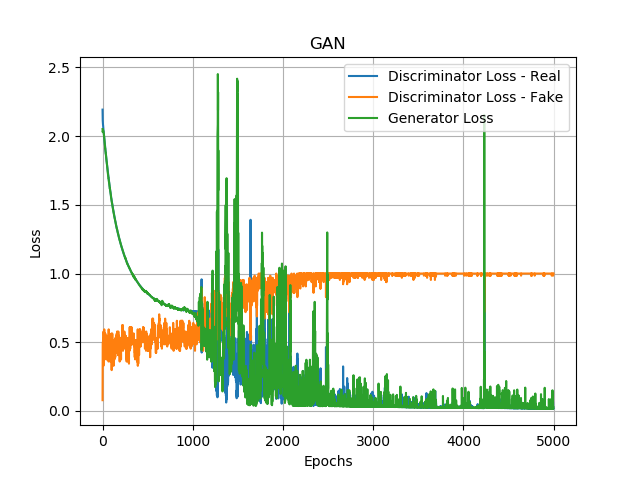 GAN
Discriminator Loss - Real
Discriminator Loss - Fake
Generator Loss
Loss
2.5
2.0
1.5
1.0
0.5
0.0
0 1000 2000 3000 4000 5000
Epochs